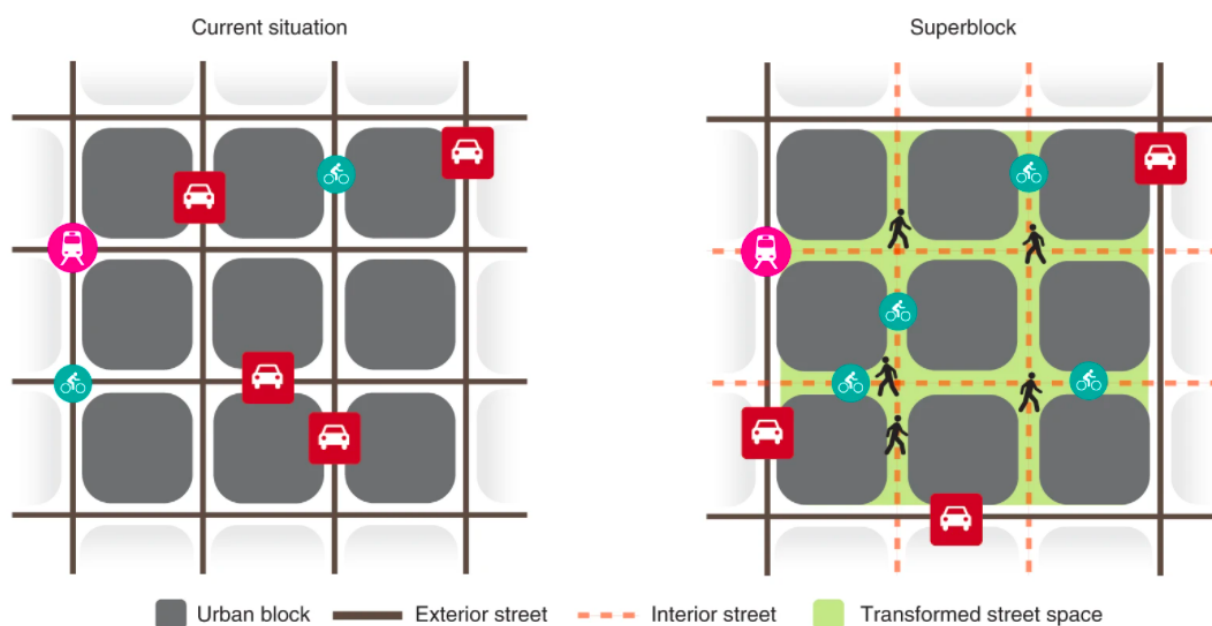 Current situation
Superblock
Urban block
Exterior street
Interior street
Transformed street space